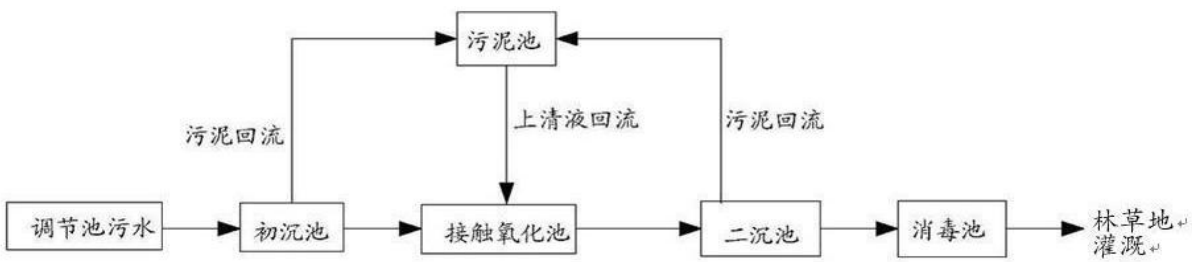 污泥池
污泥回流
上清液回流
污泥回流
调节池污水
初沉池
接触氧化池
二沉池
消毒池
林草地
灌溉